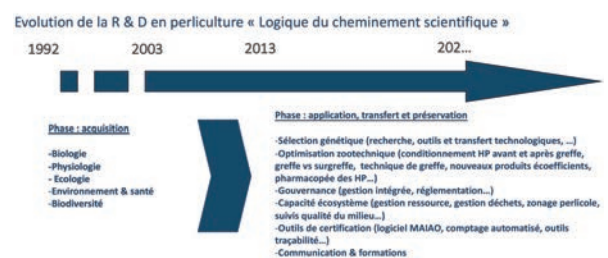 Evolution de la R & D en perliculture « Logique du cheminement scientifique »
1992 2003 2013 202...
Phase : acquisition
-Biologie
-Physiologie
- Ecologie
-Environnement & santé
-Biodiversité
Phase : application, transfert et préservation
-Sélection génétique (recherche, outils et transfert technologiques, ...)
-Optimisation zootechnique (conditionnement HP avant et après greffe,
greffe vs surgreffe, technique de greffe, nouveaux produits écoefficients,
pharmacopée des HP...)
-Gouvernance (gestion intégrée, réglementation...)
-Capacité écosystème (gestion ressource, gestion déchets, zonage perlicole,
suivis qualité du milieu...)
-Outils de certification (logiciel MAIAO, comptage automatisé, outils
traçabilité...)
-Communication & formations